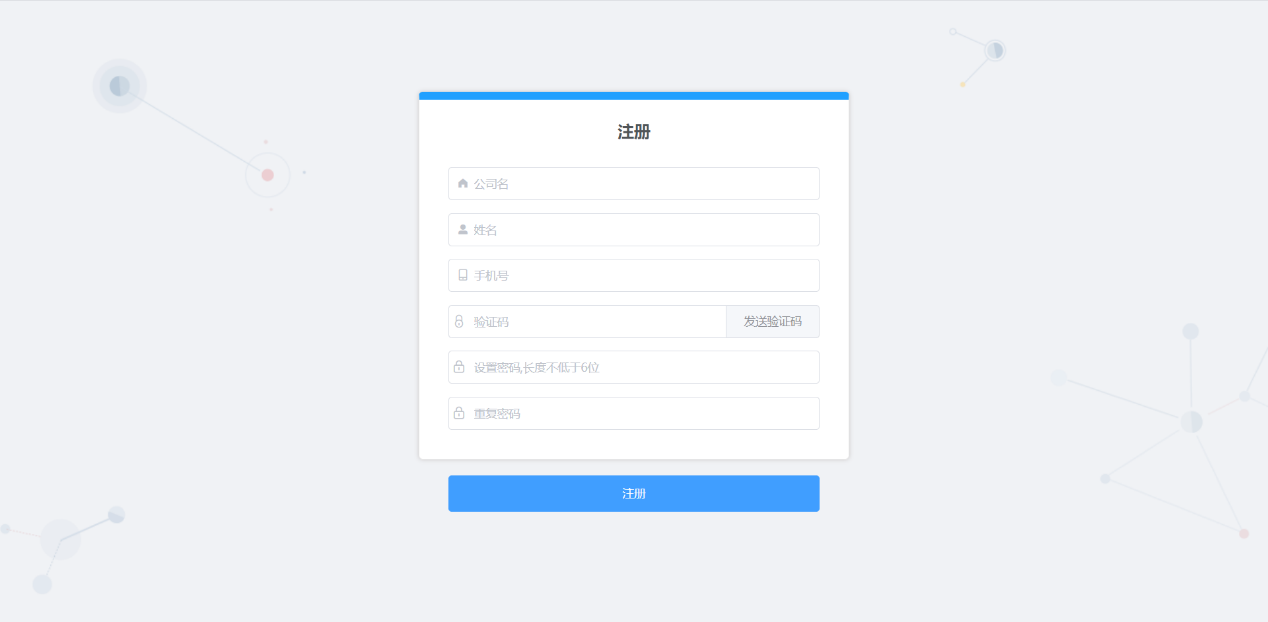 注册
公司名
姓名
手机号
验证码 发送验证码
设置密码,长度不低于6位
重复密码
注册